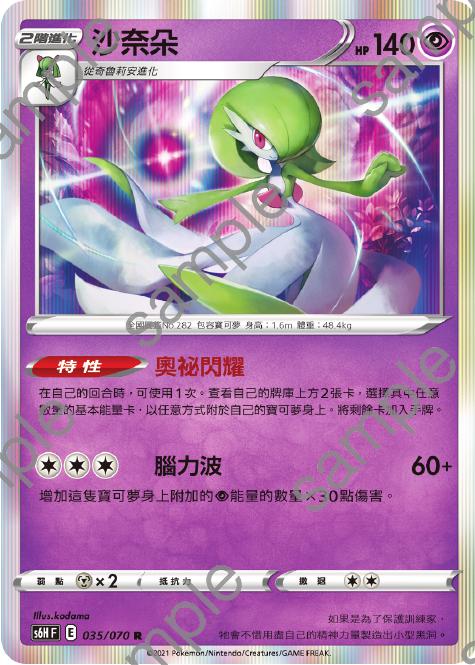 2階進化
沙奈朵
HP 140
從奇魯莉安進化
全國圖鑑No.282 包容寶可夢 身高：1.6m 體重：48.4kg
特性 奧祕閃耀
在自己的回合時，可使用1次。查看自己的牌庫上方2張卡，選擇其中任意
數量的基本能量卡，以任意方式附於自己的寶可夢身上。將剩餘卡加入手牌。
腦力波 60+
增加這隻寶可夢身上附加的能量的數量×30點傷害。
弱點 ×2 抵抗力 撤退
Illus.kodama
s6H F E 035/070 R
如果是為了保護訓練家，
牠會不惜用盡自己的精神力量製造出小型黑洞。
©2021 Pokémon/Nintendo/Creatures/GAME FREAK.
sample
sample
sample
sample
sample
sample
sample